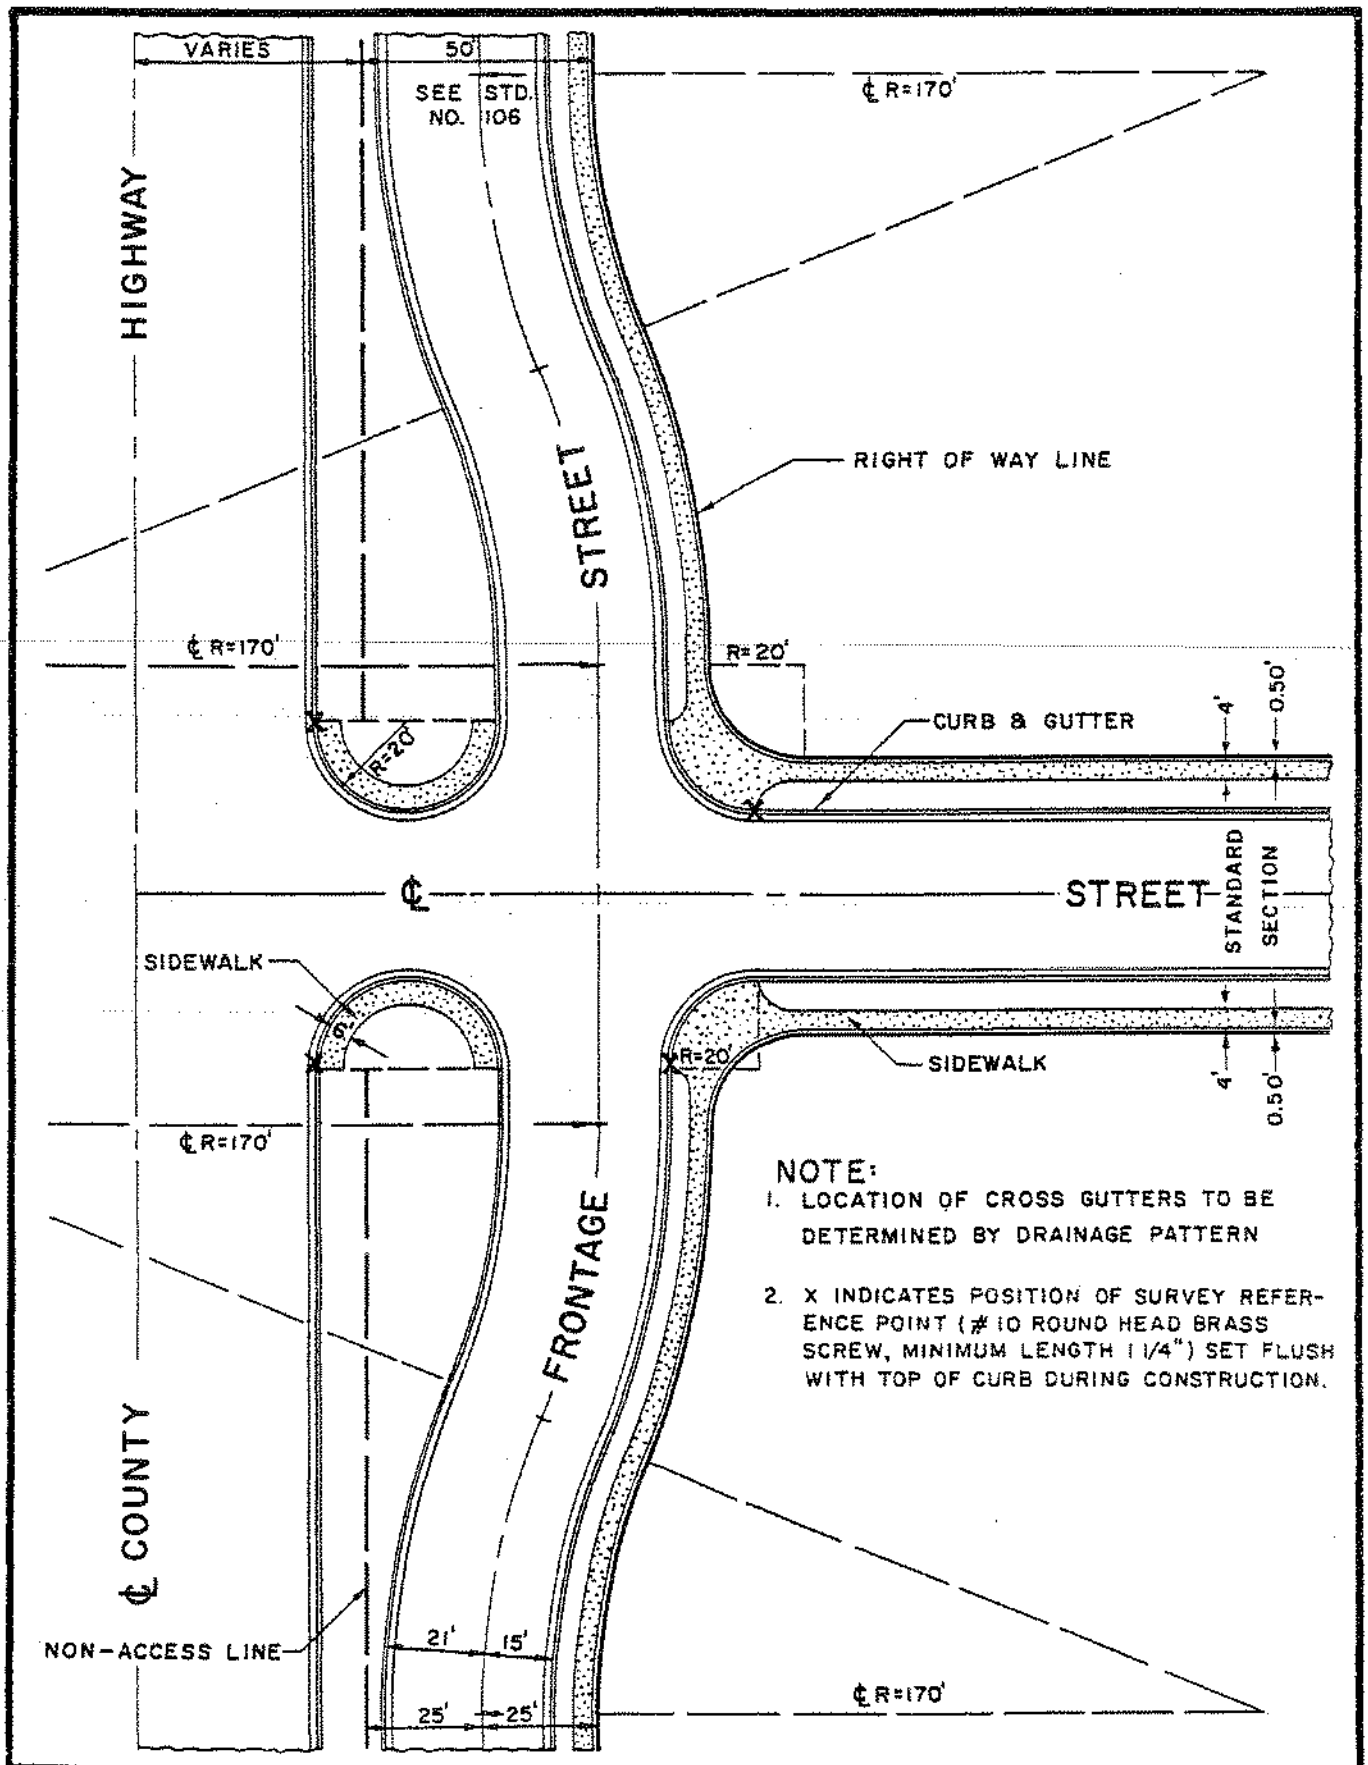 VARIES
50'
SEE STD.
NO. 106
℄ R=170'
HIGHWAY
RIGHT OF WAY LINE
STREET
℄ R=170'
R=20'
4'
0.50'
CURB & GUTTER
R=20'
℄
STREET
STANDARD
SECTION
SIDEWALK
6'
R=20'
SIDEWALK
4'
0.50'
℄ R=170'
NOTE:
1. LOCATION OF CROSS GUTTERS TO BE
DETERMINED BY DRAINAGE PATTERN
2. X INDICATES POSITION OF SURVEY REFER-
ENCE POINT (# 10 ROUND HEAD BRASS
SCREW, MINIMUM LENGTH 1 1/4") SET FLUSH
WITH TOP OF CURB DURING CONSTRUCTION.
FRONTAGE
℄ COUNTY
NON-ACCESS LINE
21'
15'
℄ R=170'
25'
25'